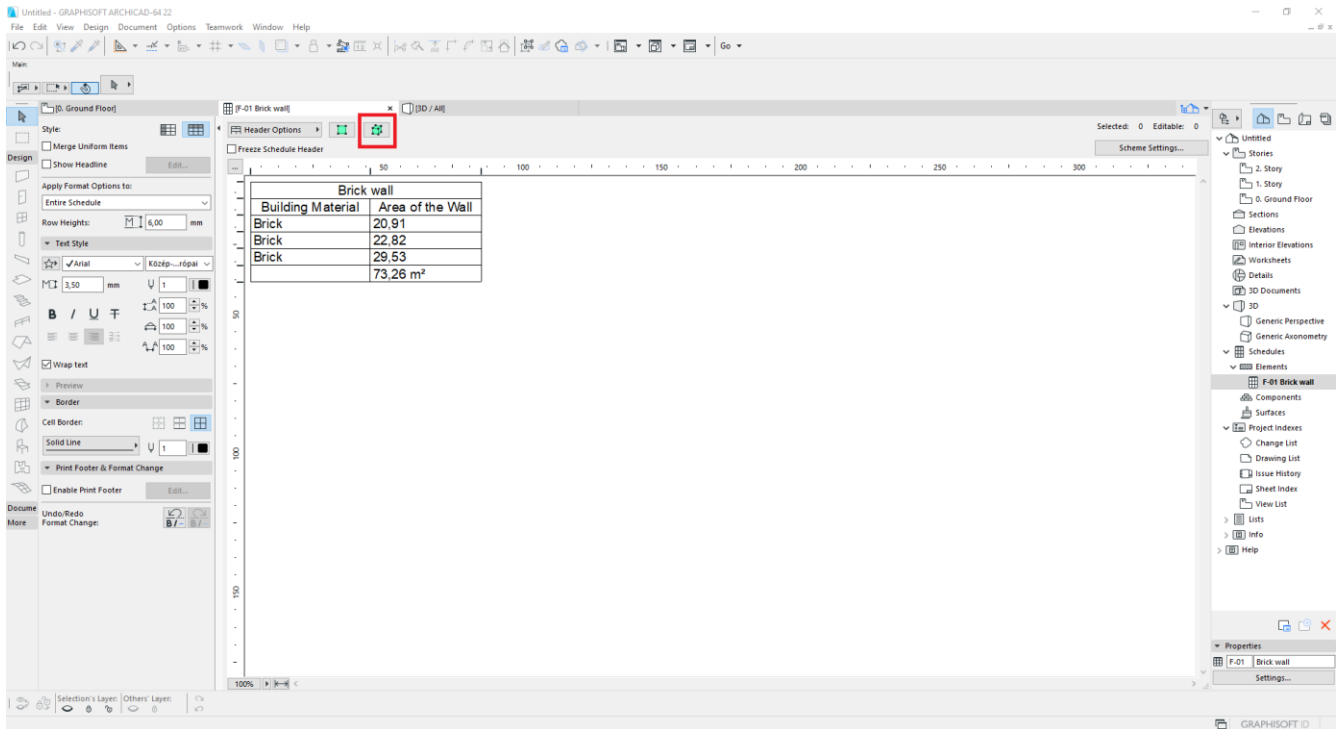 Untitled - GRAPHISOFT ARCHICAD-64 22
File Edit View Design Document Options Teamwork Window Help
Go
Main:
[0. Ground Floor]
[F-01 Brick wall]
[3D / All]
Style:
Header Options
Selected: 0 Editable: 0
Merge Uniform Items
Freeze Schedule Header
Scheme Settings...
Design
Show Headline
Edit...
50 100 150 200 250 300
Apply Format Options to:
Entire Schedule
Row Heights:
6,00
mm
Text Style
Arial
Közép-...rópai
3,50
mm
1
100
%
B I U T
100
%
100
%
Wrap text
Preview
Border
Cell Border:
Solid Line
1
Print Footer & Format Change
Enable Print Footer
Edit...
Docume
More
Undo/Redo
Format Change:
B/-
B/-
Brick wall
Building Material Area of the Wall
Brick 20,91
Brick 22,82
Brick 29,53
73,26 m²
50
100
150
100%
Untitled
Stories
2. Story
1. Story
0. Ground Floor
Sections
Elevations
Interior Elevations
Worksheets
Details
3D Documents
3D
Generic Perspective
Generic Axonometry
Schedules
Elements
F-01 Brick wall
Components
Surfaces
Project Indexes
Change List
Drawing List
Issue History
Sheet Index
View List
Lists
Info
Help
Properties
F-01 Brick wall
Settings...
Selection's Layer: Others' Layer:
GRAPHISOFT ID